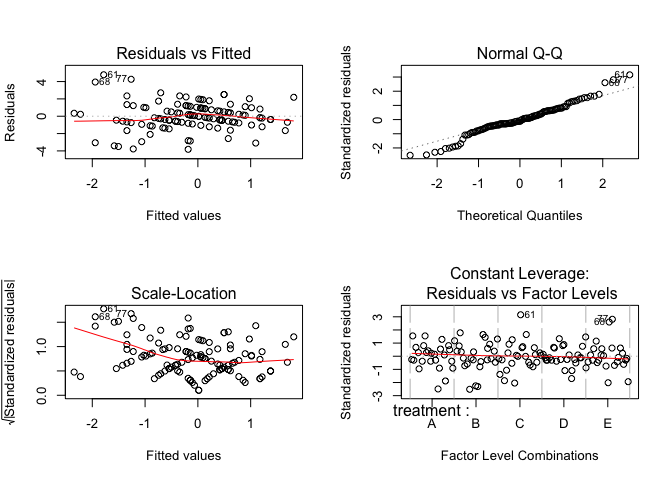 Residuals vs Fitted
Residuals
4
0
-4
61
68
77
-2
-1
0
1
Fitted values
Normal Q-Q
Standardized residuals
2
0
-2
61
77
-2
-1
0
1
2
Theoretical Quantiles
Scale-Location
√|Standardized residuals|
1.0
0.0
61
68
77
-2
-1
0
1
Fitted values
Constant Leverage:
Residuals vs Factor Levels
Standardized residuals
3
1
-1
-3
61
77
68
treatment :
A
B
C
D
E
Factor Level Combinations